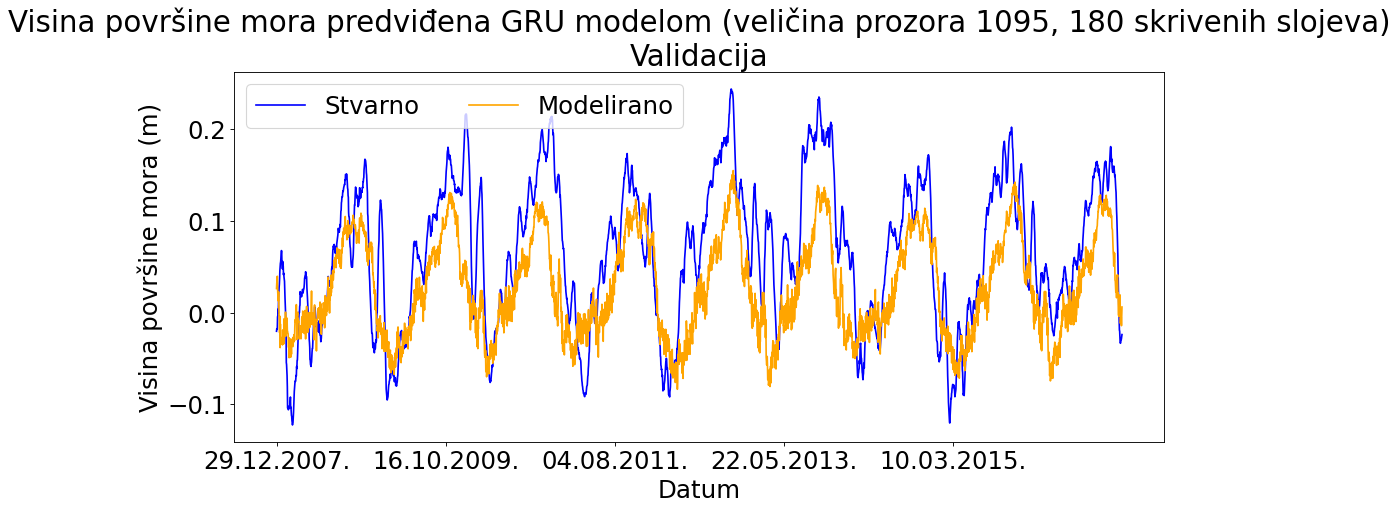 Visina površine mora predviđena GRU modelom (veličina prozora 1095, 180 skrivenih slojeva)
Validacija
Stvarno Modelirano
Visina površine mora (m)
0.2
0.1
0.0
−0.1
29.12.2007. 16.10.2009. 04.08.2011. 22.05.2013. 10.03.2015.
Datum